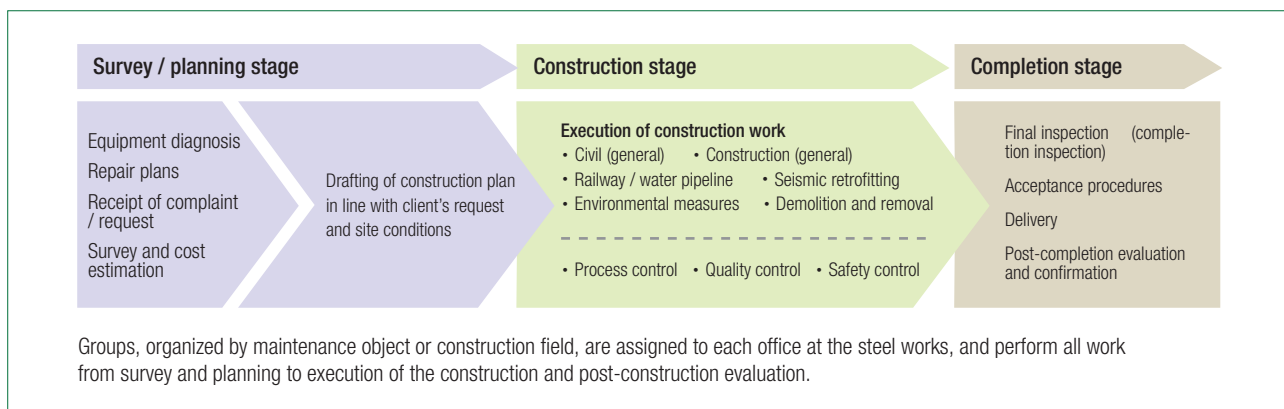 Survey / planning stage
Construction stage
Completion stage
Equipment diagnosis
Repair plans
Receipt of complaint
/ request
Survey and cost
estimation
Drafting of construction plan
in line with client's request
and site conditions
Execution of construction work
• Civil (general) • Construction (general)
• Railway / water pipeline • Seismic retrofitting
• Environmental measures • Demolition and removal
• Process control • Quality control • Safety control
Final inspection (comple-
tion inspection)
Acceptance procedures
Delivery
Post-completion evaluation
and confirmation
Groups, organized by maintenance object or construction field, are assigned to each office at the steel works, and perform all work
from survey and planning to execution of the construction and post-construction evaluation.